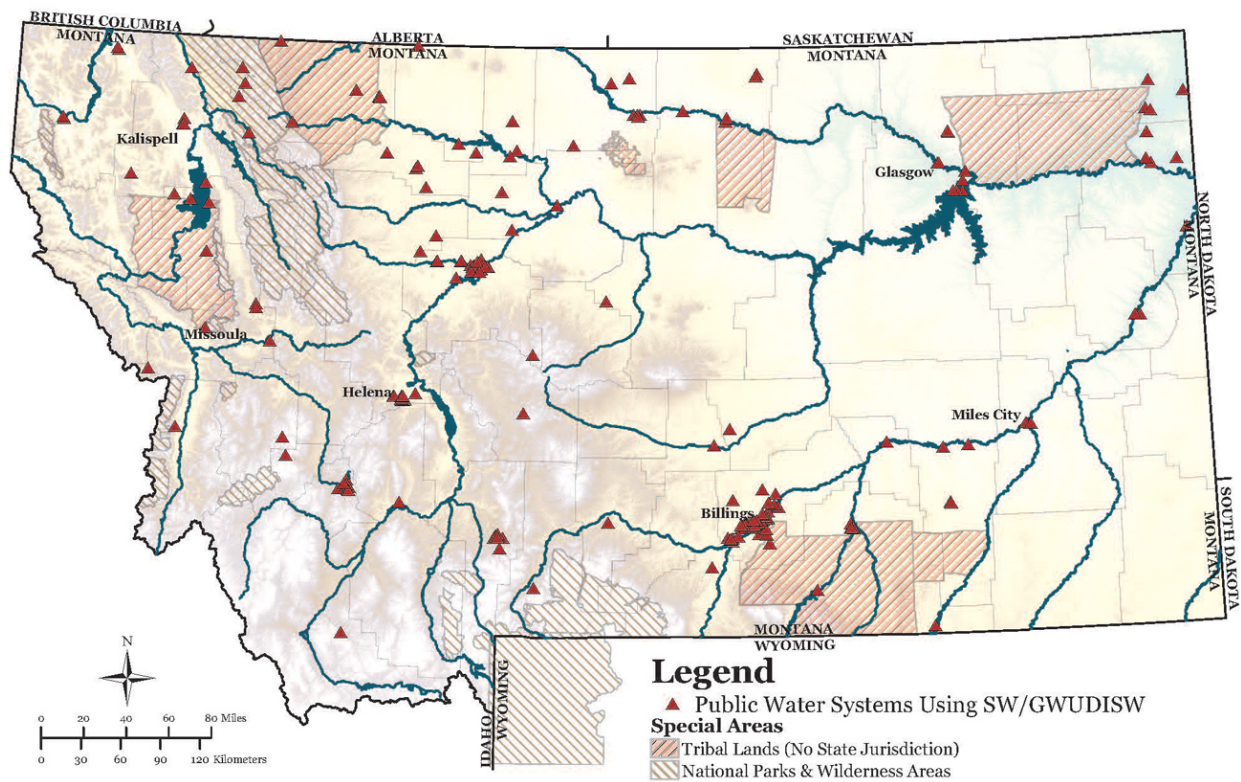 BRITISH COLUMBIA
MONTANA
ALBERTA
MONTANA
SASKATCHEWAN
MONTANA
Kalispell
Glasgow
NORTH DAKOTA
MONTANA
Missoula
Helena
Miles City
Billings
SOUTH DAKOTA
MONTANA
MONTANA
WYOMING
IDAHO
WYOMING
N
0 20 40 60 80 Miles
0 30 60 90 120 Kilometers
Legend
Public Water Systems Using SW/GWUDISW
Special Areas
Tribal Lands (No State Jurisdiction)
National Parks & Wilderness Areas